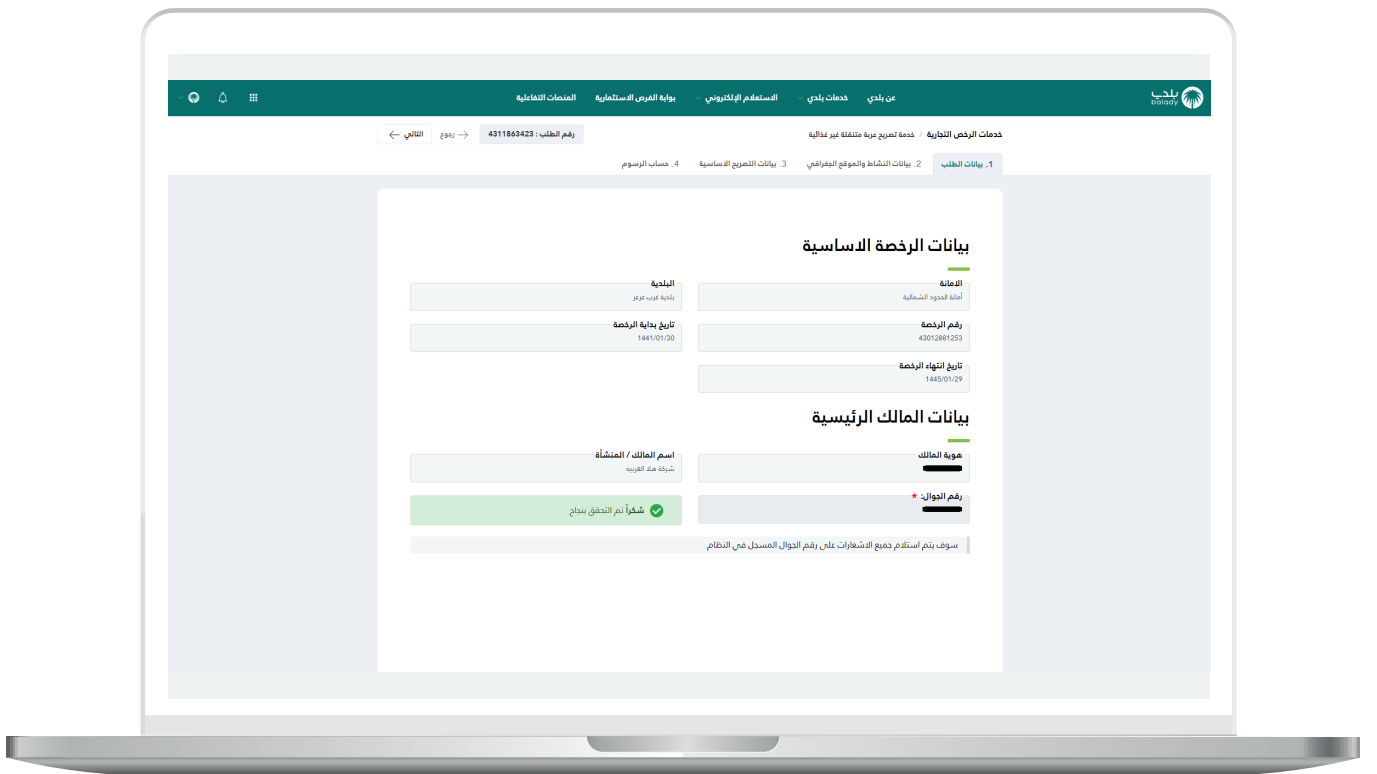 بلدي
balady
عن بلدي خدمات بلدي الاستعلام الإلكتروني بوابة الفرص الاستثمارية المنصات التفاعلية
خدمات الرخص التجارية / خدمة تصريح عربة متنقلة غير غذائية
رقم الطلب : 4311863423 رجوع التالي
1. بيانات الطلب 2. بيانات النشاط والموقع الجغرافي 3. بيانات التصريح الاساسية 4. حساب الرسوم
بيانات الرخصة الاساسية
الامانة البلدية
أمانة الحدود الشمالية بلدية غرب عرعر
رقم الرخصة تاريخ بداية الرخصة
43012881253 1441/01/30
تاريخ انتهاء الرخصة
1445/01/29
بيانات المالك الرئيسية
هوية المالك اسم المالك / المنشأة
شركة هلا العربيه
رقم الجوال: *
شكراً تم التحقق بنجاح
سوف يتم استلام جميع الاشعارات على رقم الجوال المسجل في النظام